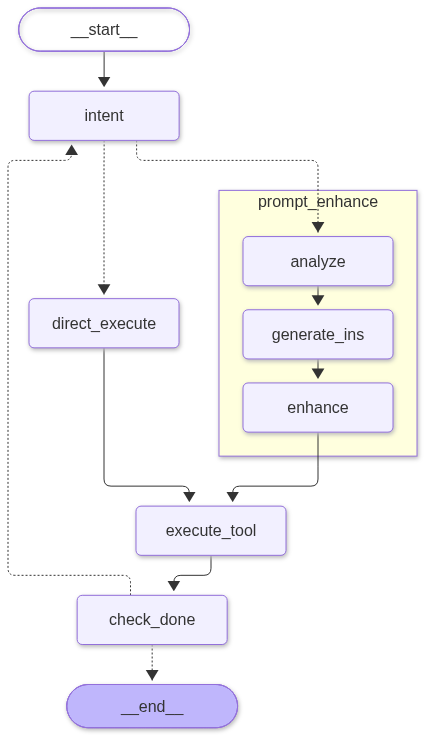 __start__
intent
prompt_enhance
analyze
direct_execute
generate_ins
enhance
execute_tool
check_done
__end__